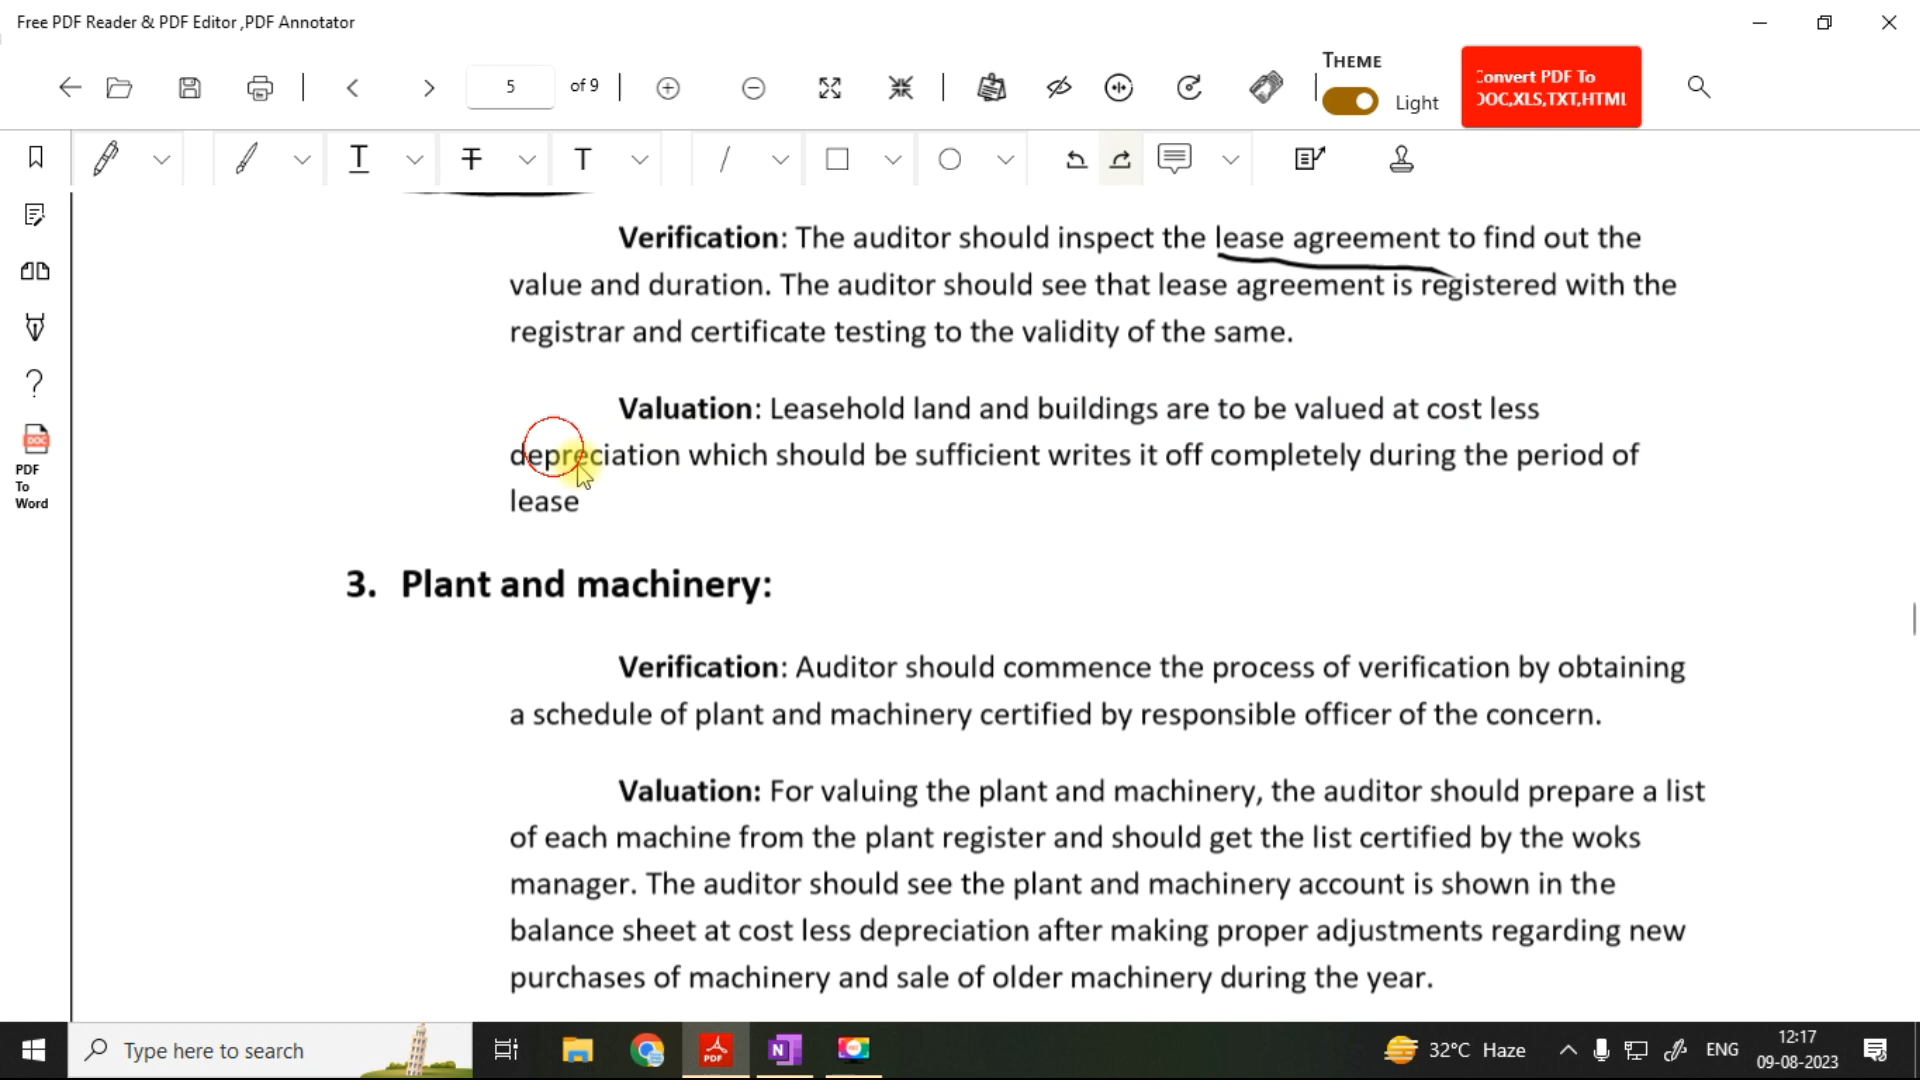 Free PDF Reader & PDF Editor ,PDF Annotator
5 of 9
THEME
Light
Convert PDF To
DOC,XLS,TXT,HTML
Verification: The auditor should inspect the lease agreement to find out the
value and duration. The auditor should see that lease agreement is registered with the
registrar and certificate testing to the validity of the same.
Valuation: Leasehold land and buildings are to be valued at cost less
depreciation which should be sufficient writes it off completely during the period of
lease
PDF
To
Word
3. Plant and machinery:
Verification: Auditor should commence the process of verification by obtaining
a schedule of plant and machinery certified by responsible officer of the concern.
Valuation: For valuing the plant and machinery, the auditor should prepare a list
of each machine from the plant register and should get the list certified by the woks
manager. The auditor should see the plant and machinery account is shown in the
balance sheet at cost less depreciation after making proper adjustments regarding new
purchases of machinery and sale of older machinery during the year.
Type here to search
32°C Haze
ENG
12:17
09-08-2023